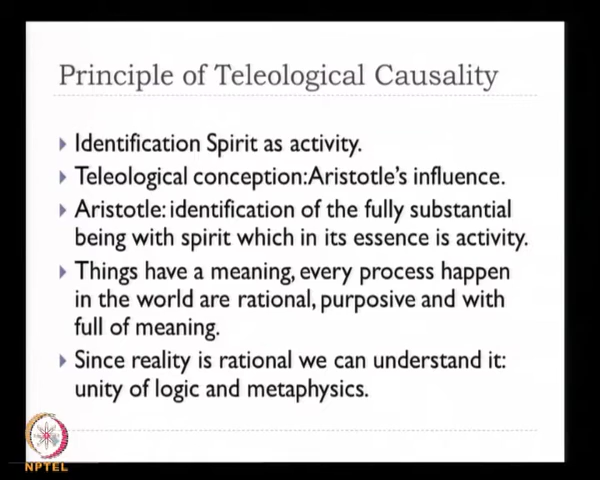 Principle of Teleological Causality
Identification Spirit as activity.
Teleological conception:Aristotle's influence.
Aristotle: identification of the fully substantial
being with spirit which in its essence is activity.
Things have a meaning, every process happen
in the world are rational, purposive and with
full of meaning.
Since reality is rational we can understand it:
unity of logic and metaphysics.
NPTEL